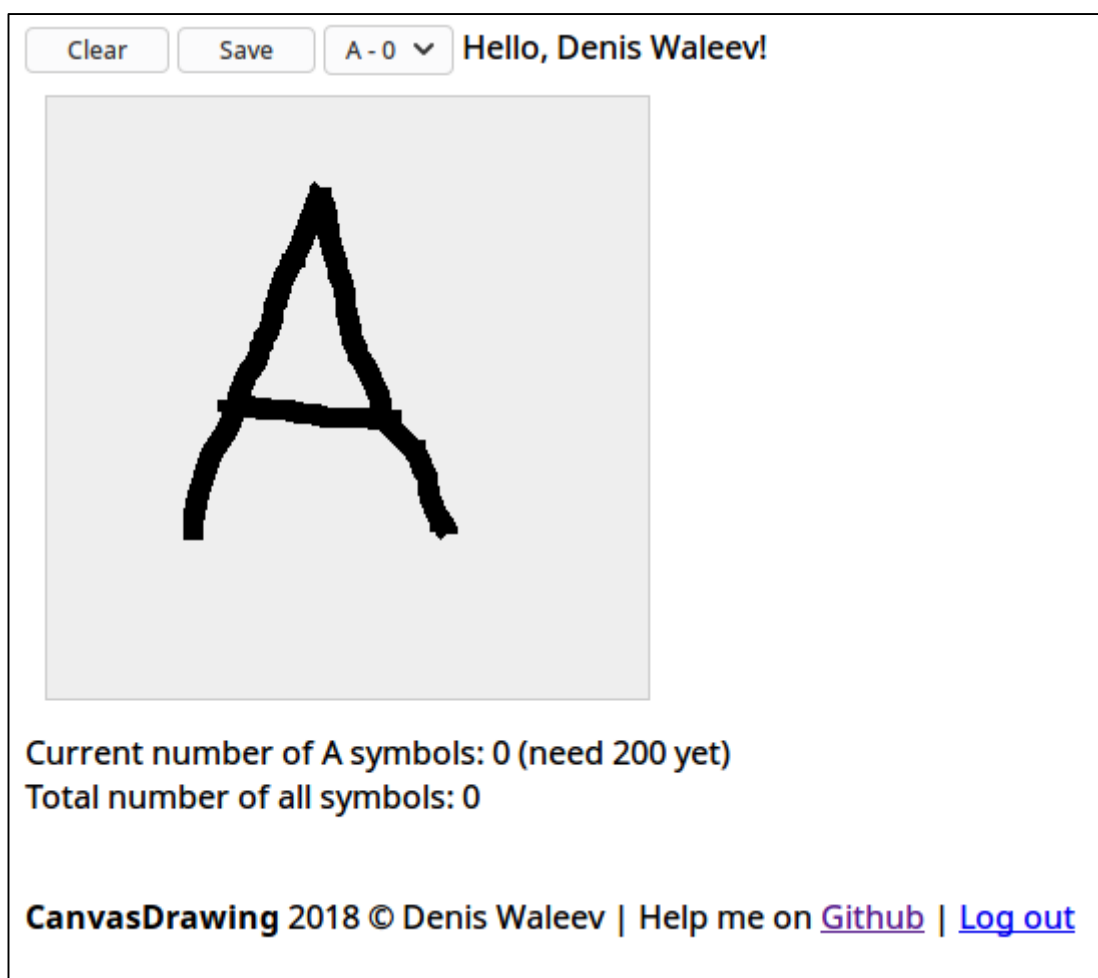 Clear Save A - 0 Hello, Denis Waleev!
A
Current number of A symbols: 0 (need 200 yet)
Total number of all symbols: 0
CanvasDrawing 2018 © Denis Waleev | Help me on Github | Log out